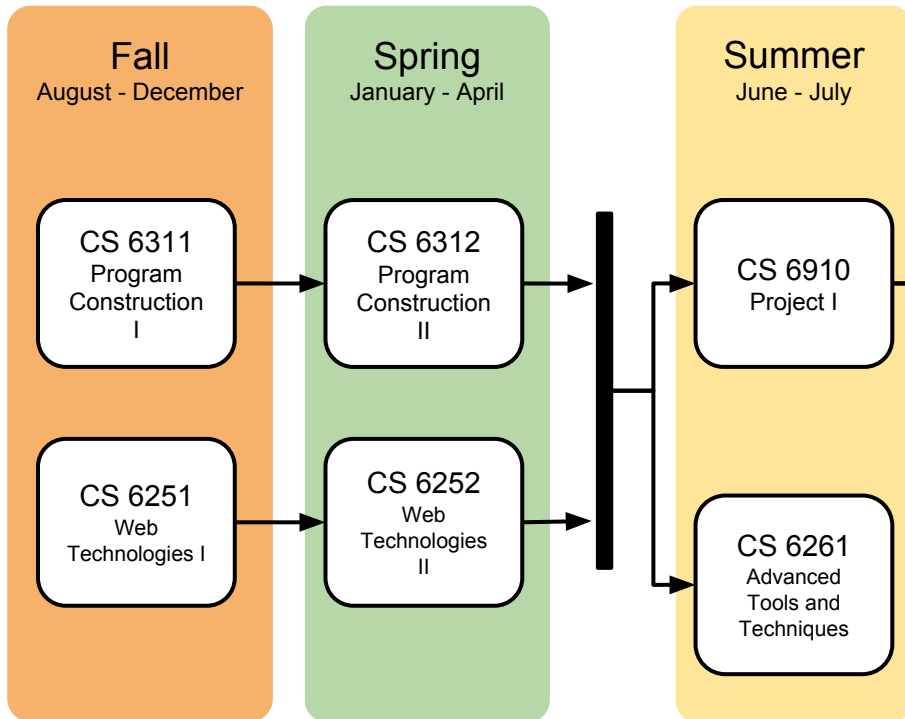 Fall
August - December
Spring
January - April
Summer
June - July
CS 6311
Program
Construction
I
CS 6312
Program
Construction
II
CS 6910
Project I
CS 6251
Web
Technologies I
CS 6252
Web
Technologies
II
CS 6261
Advanced
Tools and
Techniques